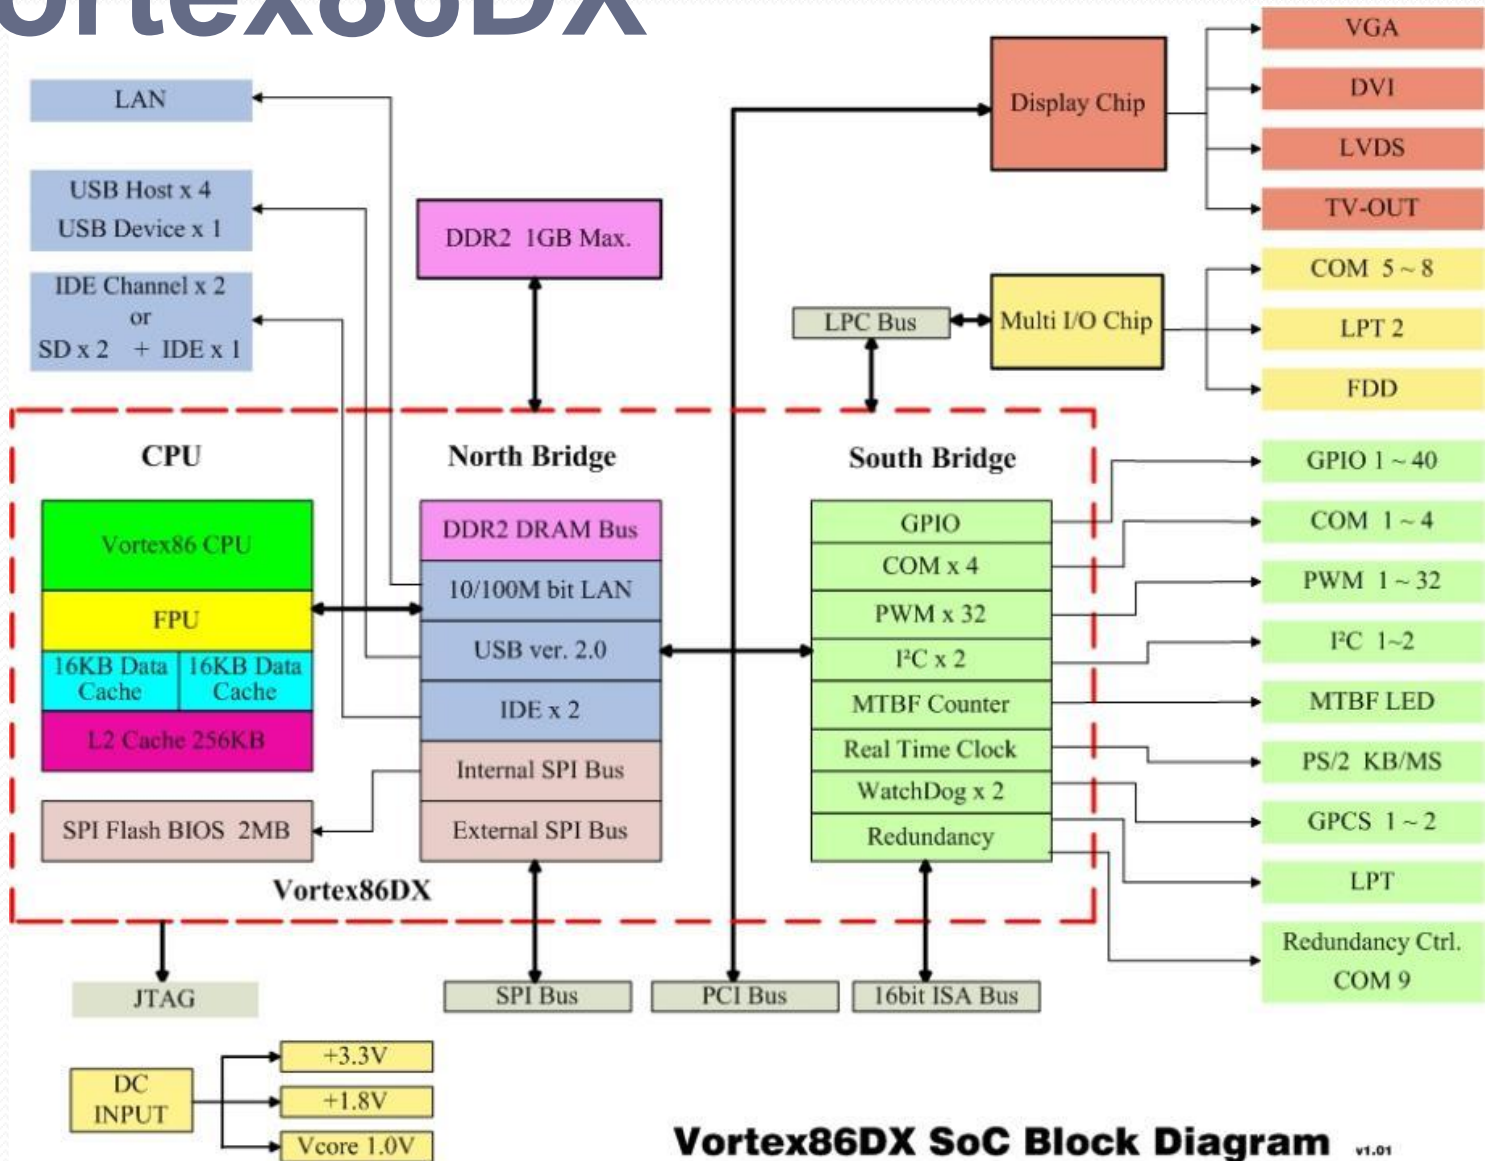 ortex86DX
LAN
USB Host x 4
USB Device x 1
IDE Channel x 2
or
SD x 2 + IDE x 1
DDR2 1GB Max.
Display Chip
VGA
DVI
LVDS
TV-OUT
LPC Bus
Multi I/O Chip
COM 5 ~ 8
LPT 2
FDD
CPU
North Bridge
South Bridge
Vortex86 CPU
FPU
16KB Data
Cache
16KB Data
Cache
L2 Cache 256KB
SPI Flash BIOS 2MB
DDR2 DRAM Bus
10/100M bit LAN
USB ver. 2.0
IDE x 2
Internal SPI Bus
External SPI Bus
GPIO
COM x 4
PWM x 32
I²C x 2
MTBF Counter
Real Time Clock
WatchDog x 2
Redundancy
GPIO 1 ~ 40
COM 1 ~ 4
PWM 1 ~ 32
I²C 1~2
MTBF LED
PS/2 KB/MS
GPCS 1 ~ 2
LPT
Redundancy Ctrl.
COM 9
Vortex86DX
JTAG
SPI Bus
PCI Bus
16bit ISA Bus
DC
INPUT
+3.3V
+1.8V
Vcore 1.0V
Vortex86DX SoC Block Diagram v1.01